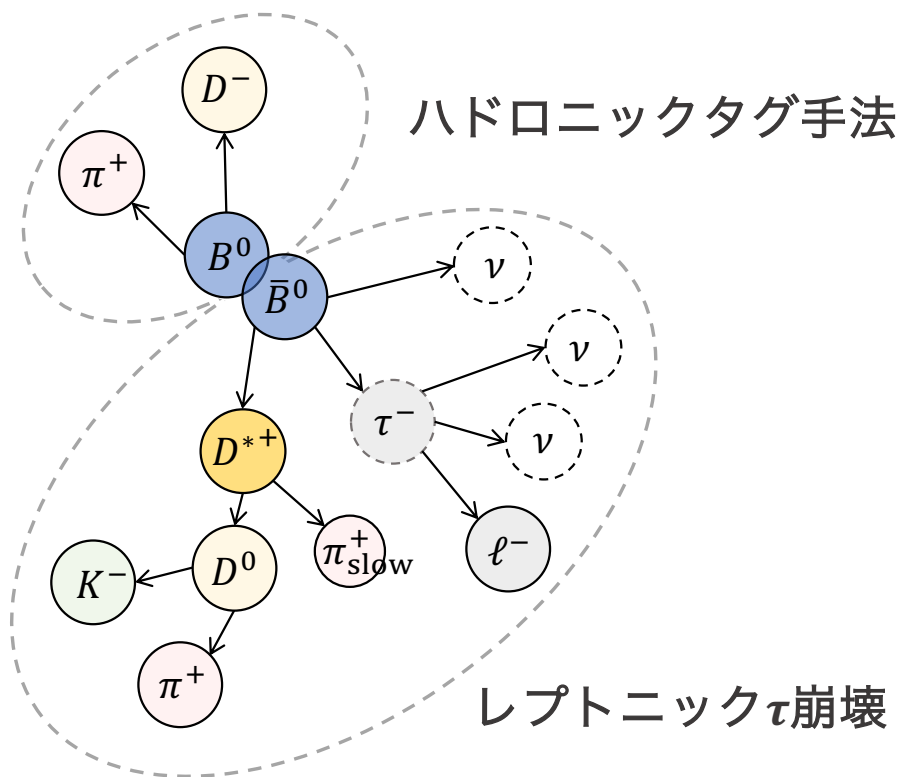 D⁻
ハドロニックタグ手法
π⁺
B⁰
B̄⁰
ν
ν
τ⁻
ν
D*⁺
π⁺slow
ℓ⁻
D⁰
K⁻
π⁺
レプトニックτ崩壊